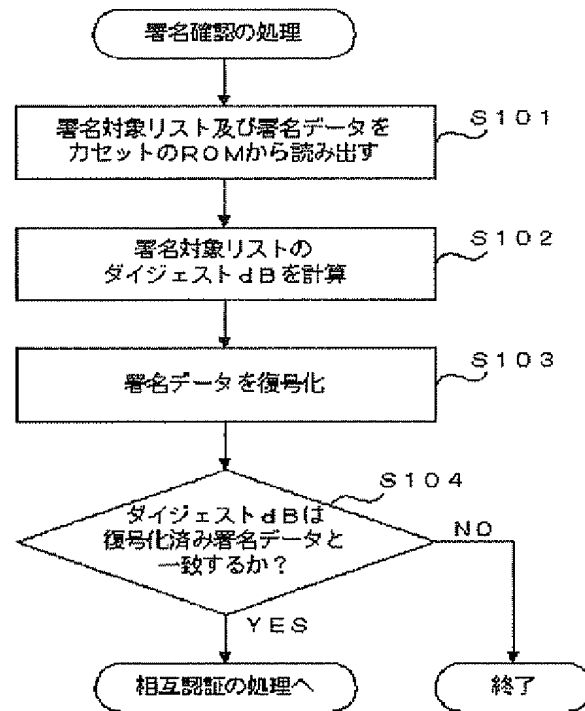 署名確認の処理
署名対象リスト及び署名データを
カセットのROMから読み出す
S101
署名対象リストの
ダイジェストdBを計算
S102
署名データを復号化
S103
S104
ダイジェストdBは
復号化済み署名データと
一致するか?
NO
YES
相互認証の処理へ
終了